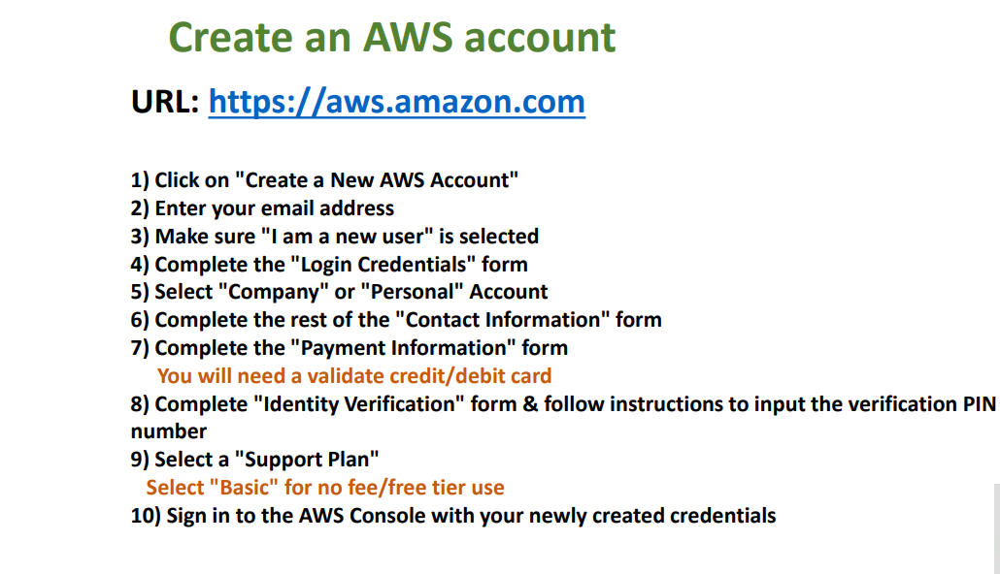 Create an AWS account
URL: https://aws.amazon.com
1) Click on "Create a New AWS Account"
2) Enter your email address
3) Make sure "I am a new user" is selected
4) Complete the "Login Credentials" form
5) Select "Company" or "Personal" Account
6) Complete the rest of the "Contact Information" form
7) Complete the "Payment Information" form
You will need a validate credit/debit card
8) Complete "Identity Verification" form & follow instructions to input the verification PIN
number
9) Select a "Support Plan"
Select "Basic" for no fee/free tier use
10) Sign in to the AWS Console with your newly created credentials